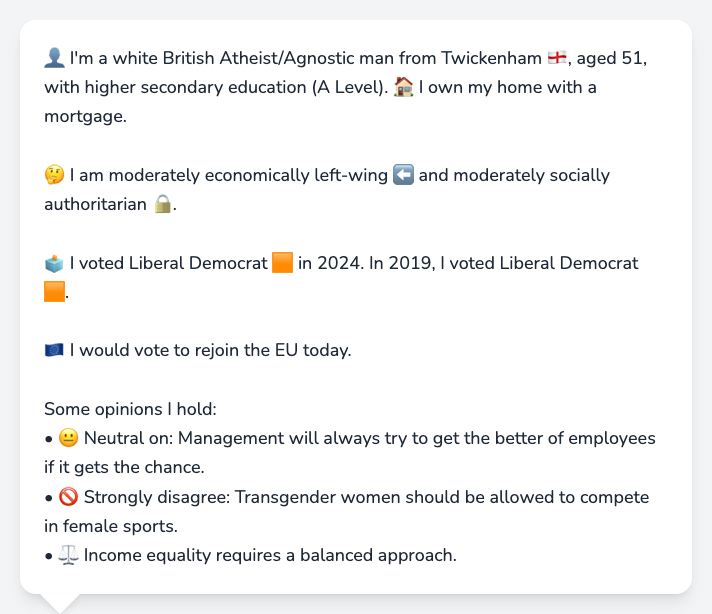 👤 I'm a white British Atheist/Agnostic man from Twickenham 🏴󠁧󠁢󠁥󠁮󠁧󠁿, aged 51,
with higher secondary education (A Level). 🏠 I own my home with a
mortgage.
🤔 I am moderately economically left-wing ⬅️ and moderately socially
authoritarian 🔒.
🗳️ I voted Liberal Democrat 🟧 in 2024. In 2019, I voted Liberal Democrat
🟧.
🇪🇺 I would vote to rejoin the EU today.
Some opinions I hold:
• 😐 Neutral on: Management will always try to get the better of employees
if it gets the chance.
• 🚫 Strongly disagree: Transgender women should be allowed to compete
in female sports.
• ⚖️ Income equality requires a balanced approach.